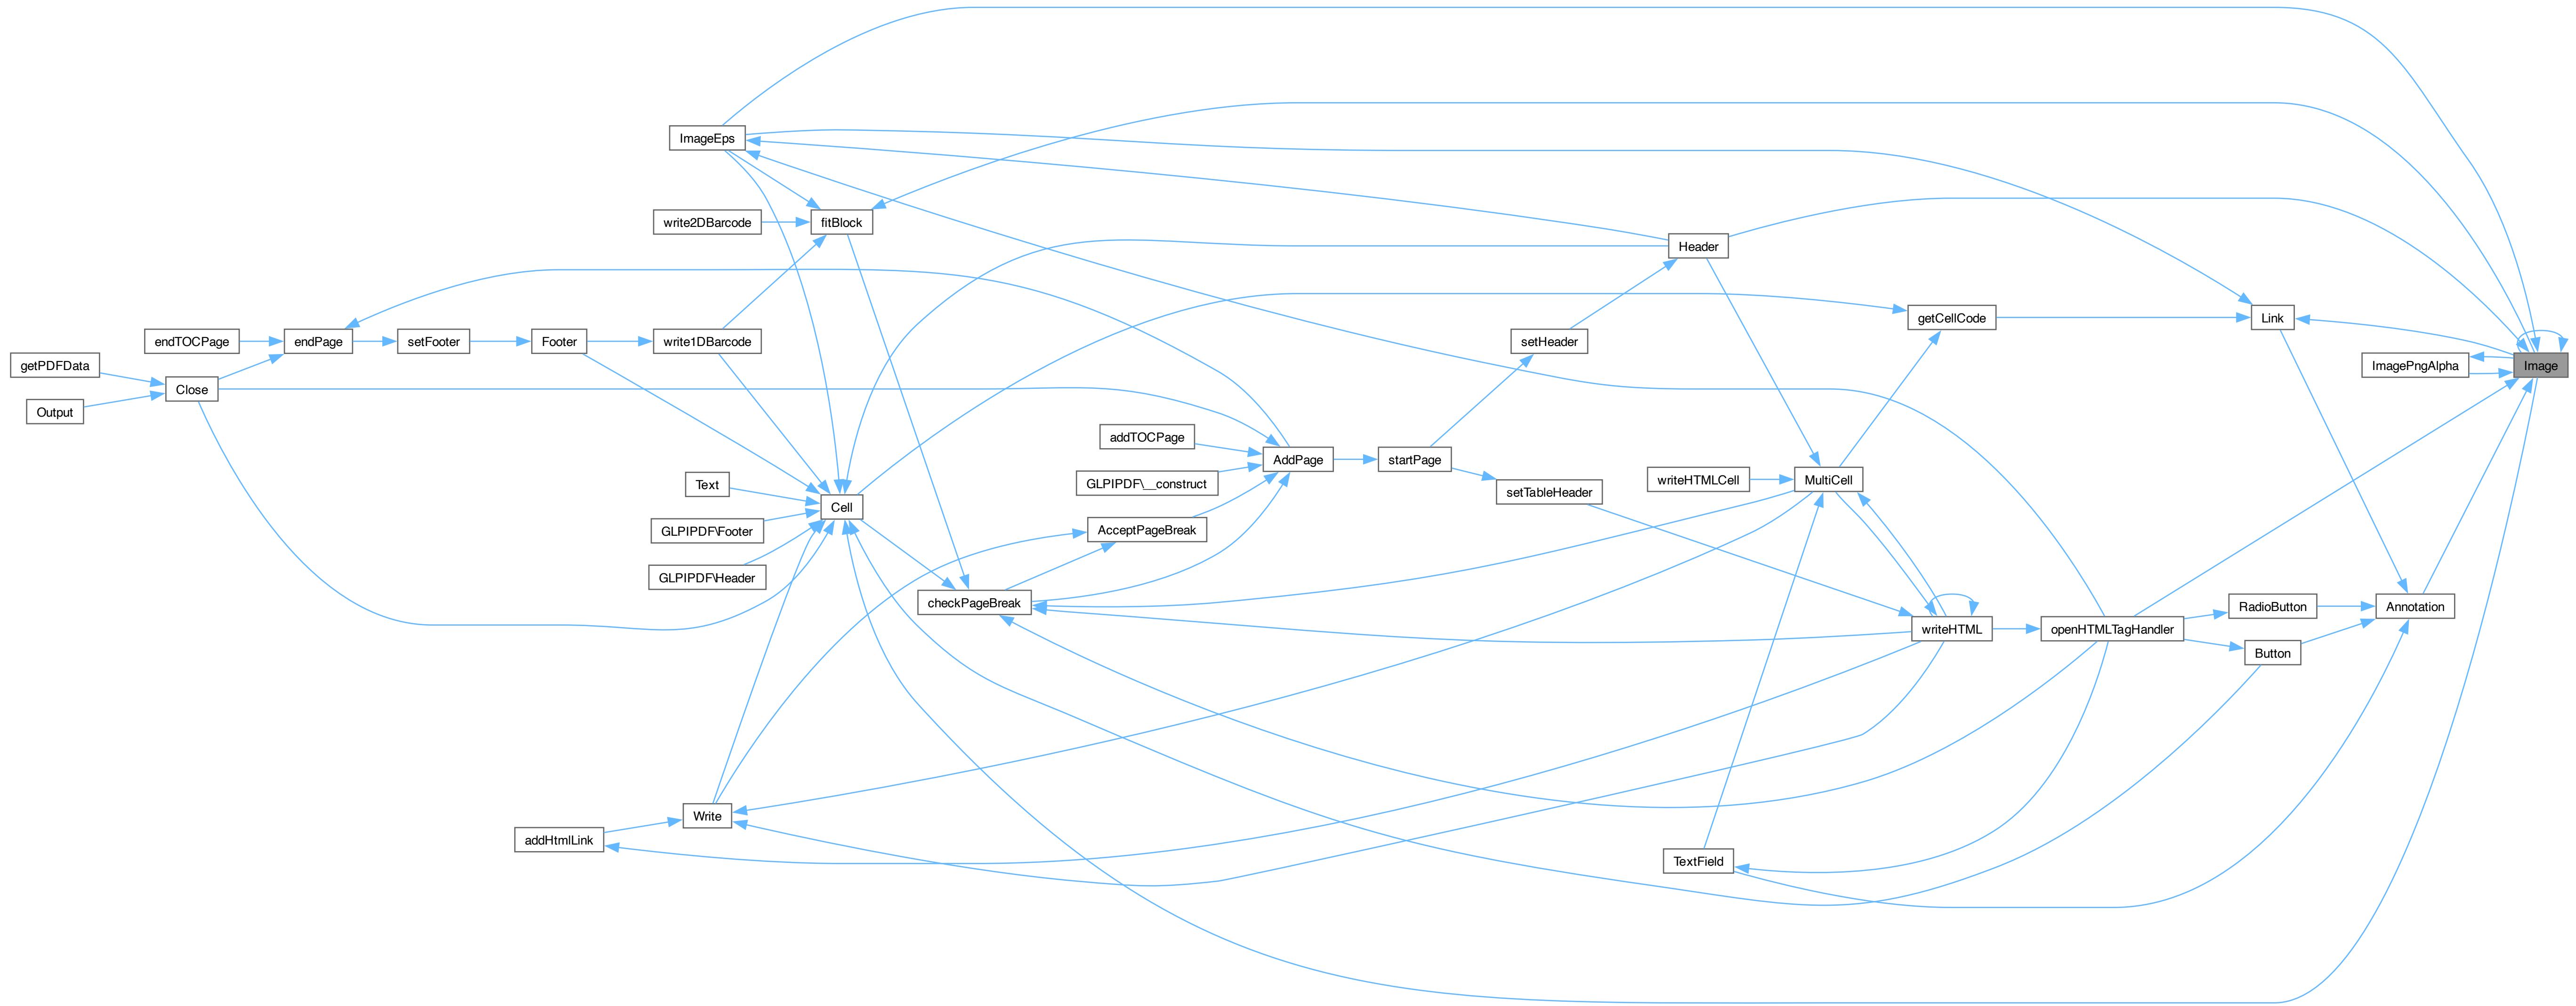 ImageEps
write2DBarcode
fitBlock
Header
endTOCPage
endPage
setFooter
Footer
write1DBarcode
setHeader
getCellCode
Link
getPDFData
Close
Output
ImagePngAlpha
Image
addTOCPage
AddPage
startPage
GLPIPDF\__construct
Text
Cell
GLPIPDF\Footer
GLPIPDF\Header
AcceptPageBreak
checkPageBreak
writeHTMLCell
MultiCell
setTableHeader
writeHTML
openHTMLTagHandler
RadioButton
Button
Annotation
Write
addHtmlLink
TextField